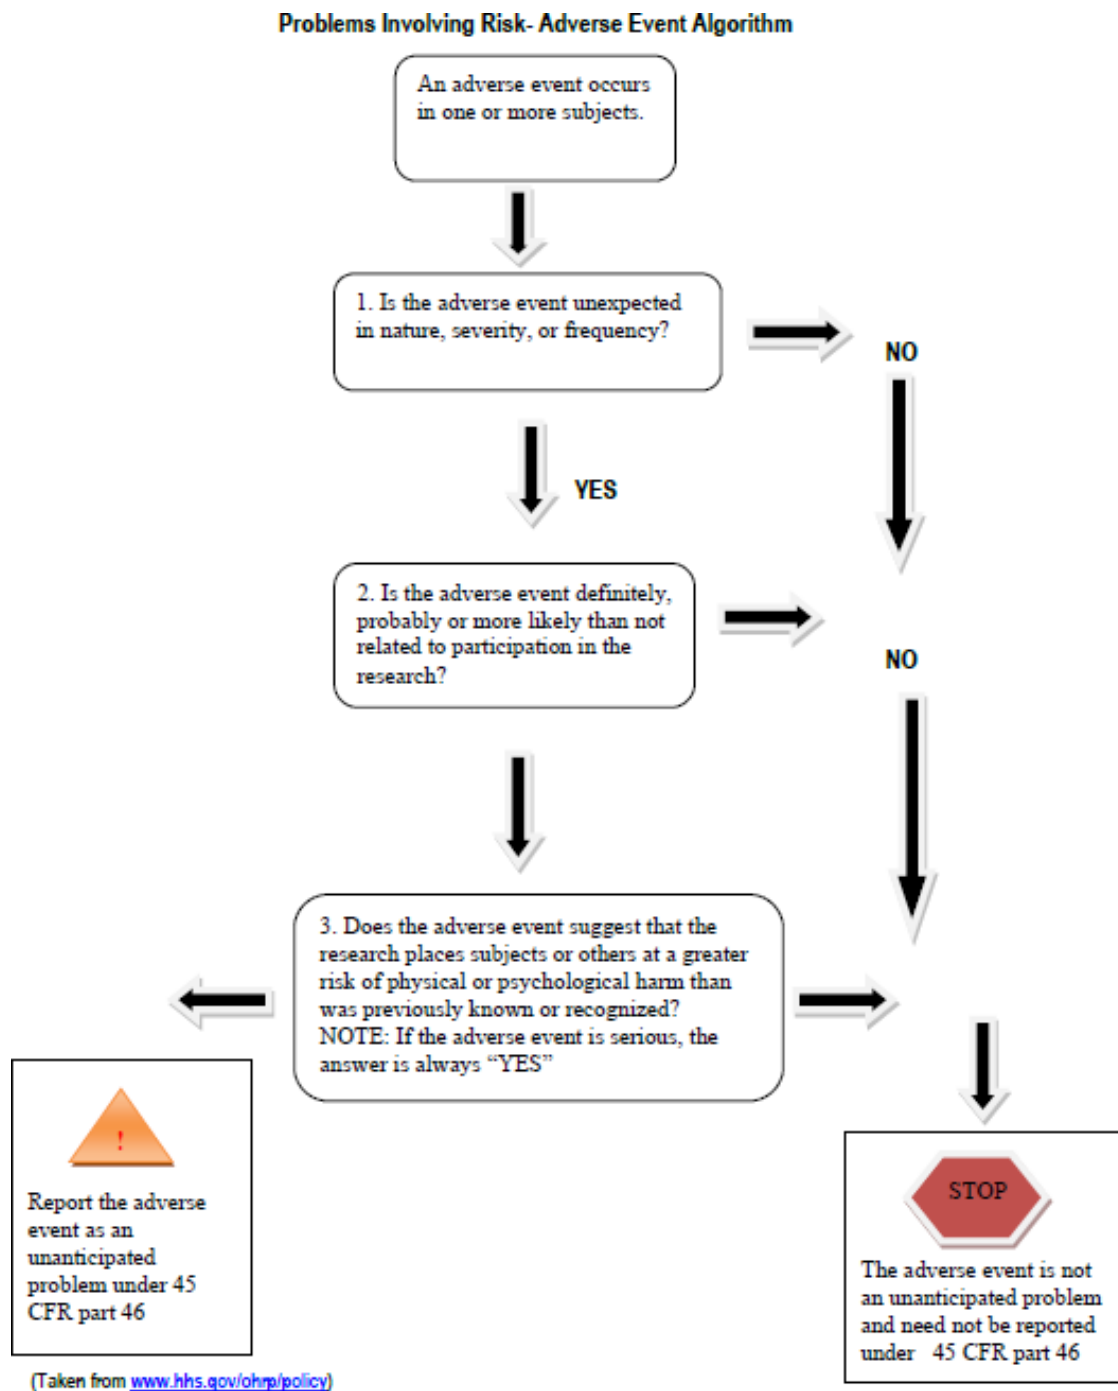 Problems Involving Risk- Adverse Event Algorithm
An adverse event occurs
in one or more subjects.
1. Is the adverse event unexpected
in nature, severity, or frequency?
NO
YES
2. Is the adverse event definitely,
probably or more likely than not
related to participation in the
research?
NO
3. Does the adverse event suggest that the
research places subjects or others at a greater
risk of physical or psychological harm than
was previously known or recognized?
NOTE: If the adverse event is serious, the
answer is always “YES”
!
Report the adverse
event as an
unanticipated
problem under 45
CFR part 46
STOP
The adverse event is not
an unanticipated problem
and need not be reported
under 45 CFR part 46
(Taken from www.hhs.gov/ohrp/policy)